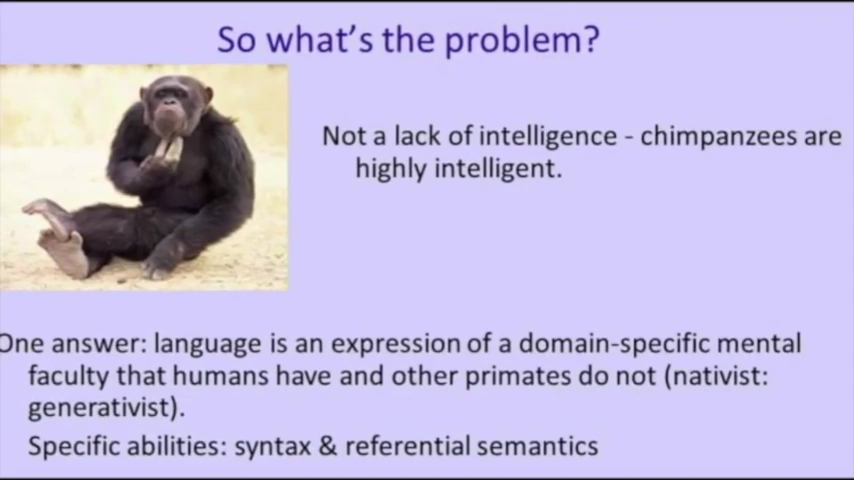 So what's the problem?
Not a lack of intelligence - chimpanzees are
highly intelligent.
One answer: language is an expression of a domain-specific mental
faculty that humans have and other primates do not (nativist:
generativist).
Specific abilities: syntax & referential semantics